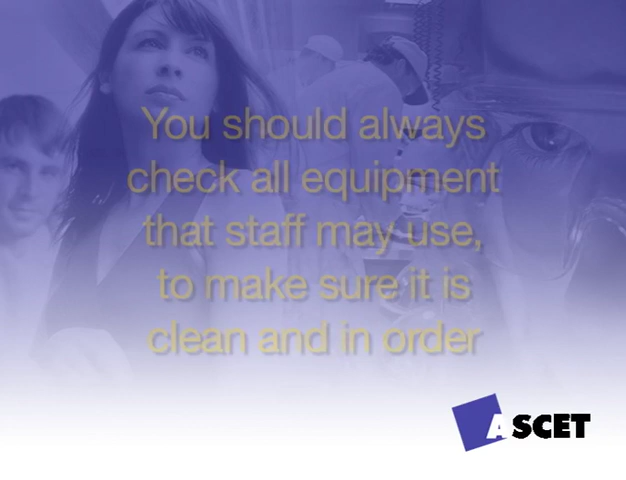 You should always
check all equipment
that staff may use,
to make sure it is
clean and in order
ASCET